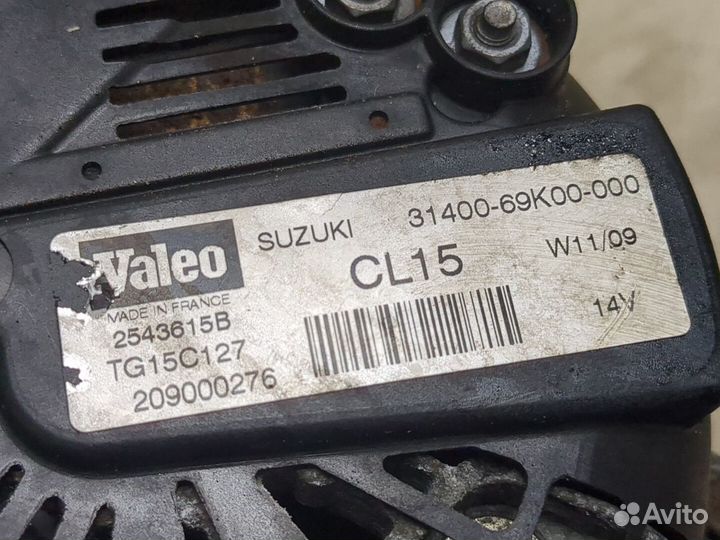 Valeo
SUZUKI
31400-69K00-000
MADE IN FRANCE
CL15
W11/09
2543615B
14V
TG15C127
209000276
Avito